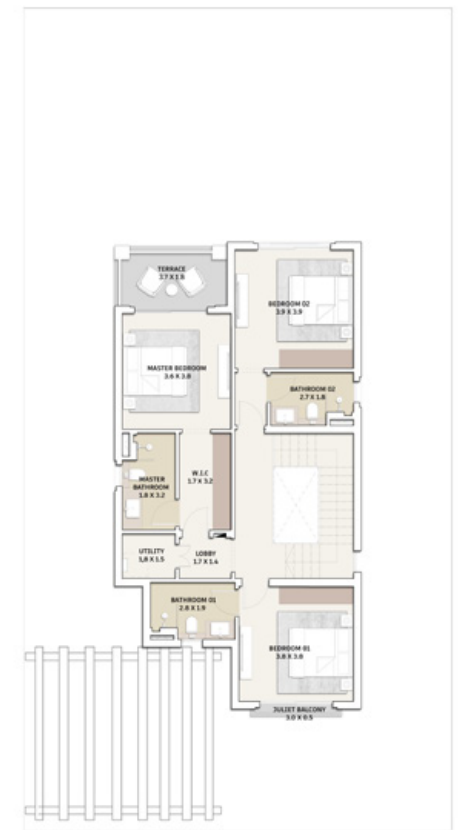 TERRACE
3.7 X 1.8
BEDROOM 02
3.9 X 3.9
MASTER BEDROOM
3.6 X 3.8
BATHROOM 02
2.7 X 1.8
W.I.C
1.7 X 3.2
MASTER
BATHROOM
1.8 X 3.2
UTILITY
1.8 X 1.5
LOBBY
1.7 X 1.4
BATHROOM 01
2.8 X 1.9
BEDROOM 01
3.8 X 3.8
JULIET BALCONY
3.0 X 0.5